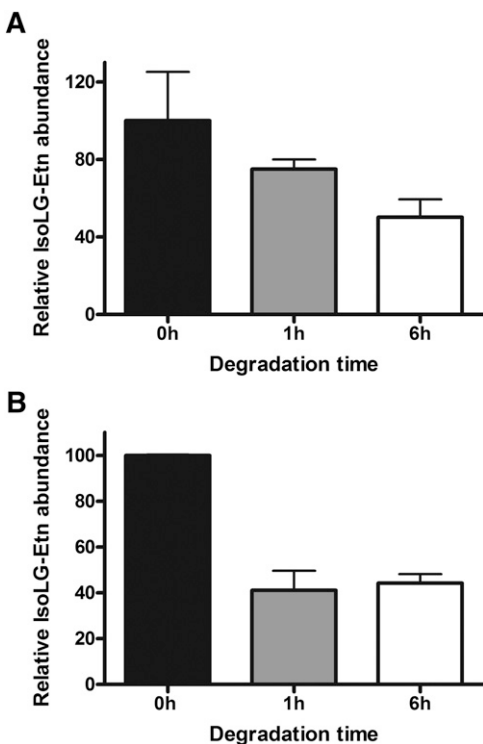 A
Relative IsoLG-Etn abundance
120
80
40
0
0h 1h 6h
Degradation time
B
Relative IsoLG-Etn abundance
100
80
60
40
20
0
0h 1h 6h
Degradation time